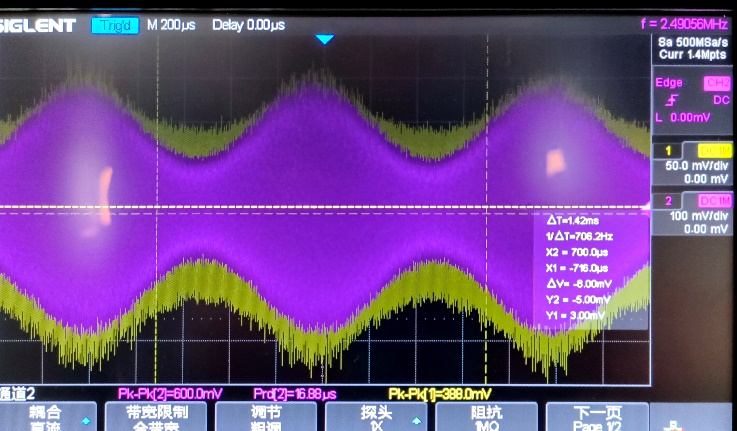 SIGLENT Trig'd M 200µs Delay 0.00µs f = 2.49056MHz
Sa 500MSa/s
Curr 1.4Mpts
Edge CH2
DC
L 0.00mV
1 DC1M
50.0 mV/div
0.00 mV
2 DC1M
100 mV/div
0.00 mV
ΔT=1.42ms
1/ΔT=706.2Hz
X2 = 700.0µs
X1 = -716.0µs
ΔV= -8.00mV
Y2 = -5.00mV
Y1 = 3.00mV
Pk-Pk[2]=600.0mV Prd[2]=16.88µs Pk-Pk[1]=388.0mV
通道2
耦合 带宽限制 调节 探头 阻抗 下一页
直流 全带宽 粗调 1X 1MΩ Page 1/2